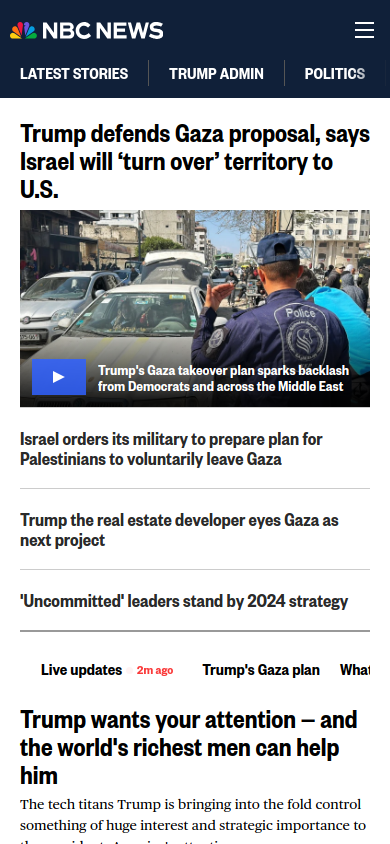 NBC NEWS
LATEST STORIES
TRUMP ADMIN
POLITICS
Trump defends Gaza proposal, says
Israel will ‘turn over’ territory to
U.S.
Police
Trump's Gaza takeover plan sparks backlash
from Democrats and across the Middle East
Israel orders its military to prepare plan for
Palestinians to voluntarily leave Gaza
Trump the real estate developer eyes Gaza as
next project
'Uncommitted' leaders stand by 2024 strategy
Live updates
2m ago
Trump's Gaza plan
Trump wants your attention — and
the world's richest men can help
him
The tech titans Trump is bringing into the fold control
something of huge interest and strategic importance to